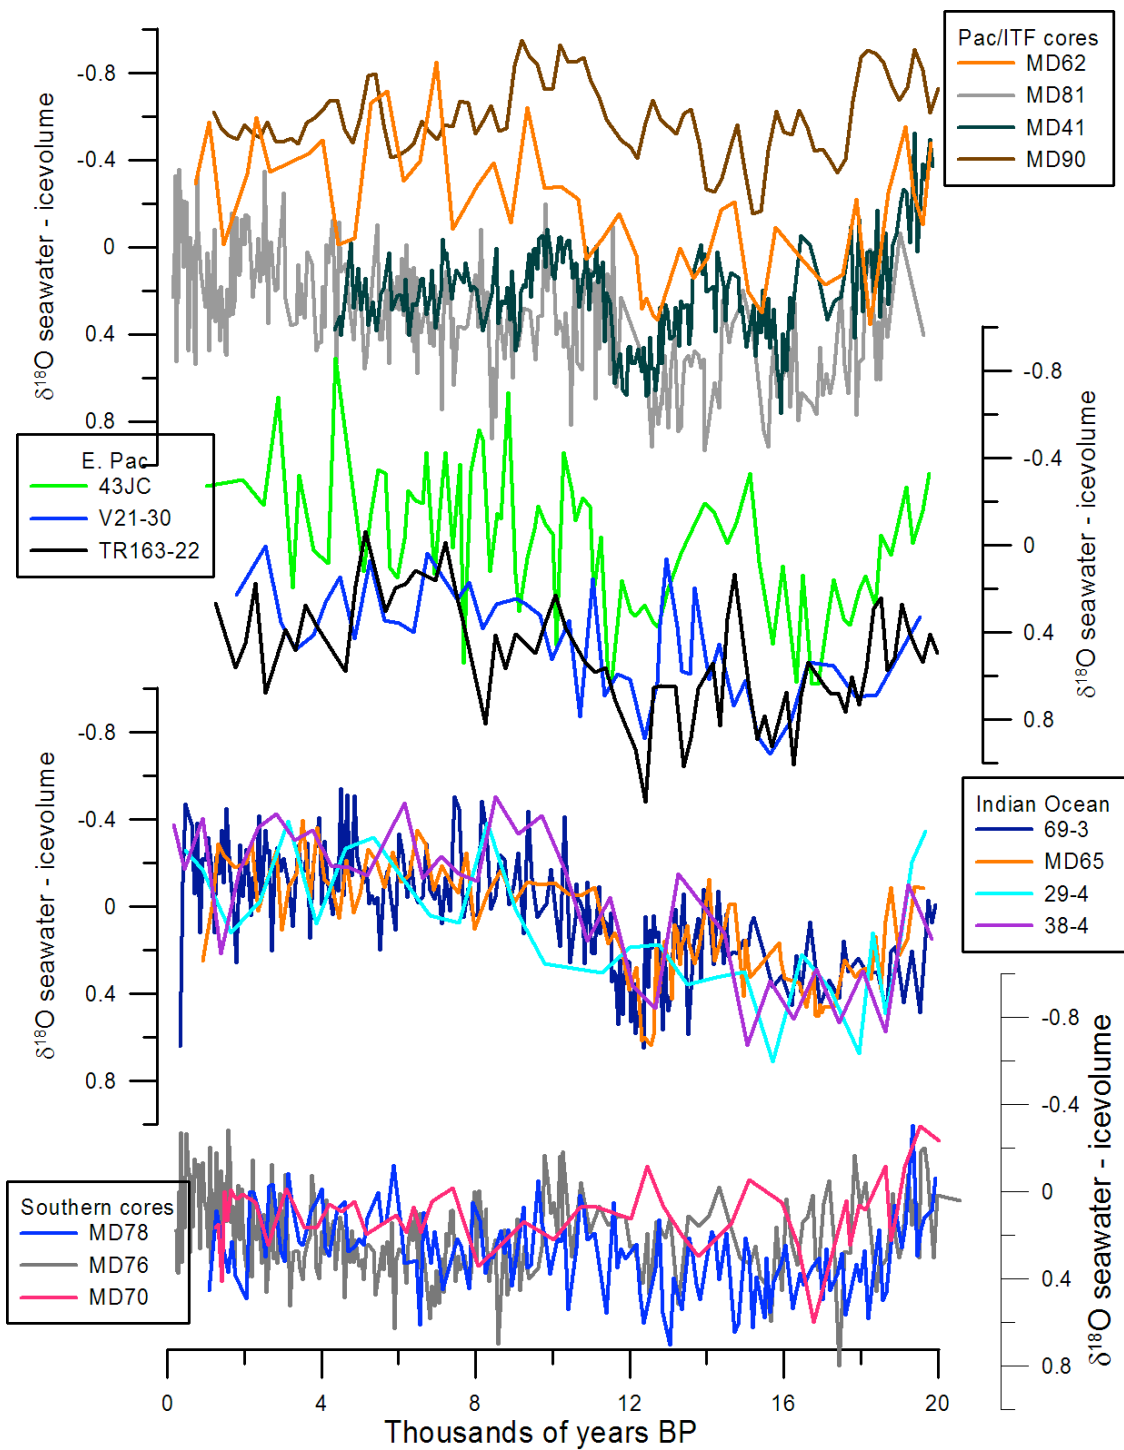 Pac/ITF cores
MD62
MD81
MD41
MD90
-0.8
-0.4
0
0.4
0.8
δ18O seawater - icevolume
-0.8
-0.4
0
0.4
0.8
δ18O seawater - icevolume
E. Pac
43JC
V21-30
TR163-22
-0.8
-0.4
0
0.4
0.8
δ18O seawater - icevolume
Indian Ocean
69-3
MD65
29-4
38-4
-0.8
-0.4
0
0.4
0.8
δ18O seawater - icevolume
Southern cores
MD78
MD76
MD70
0 4 8 12 16 20
Thousands of years BP